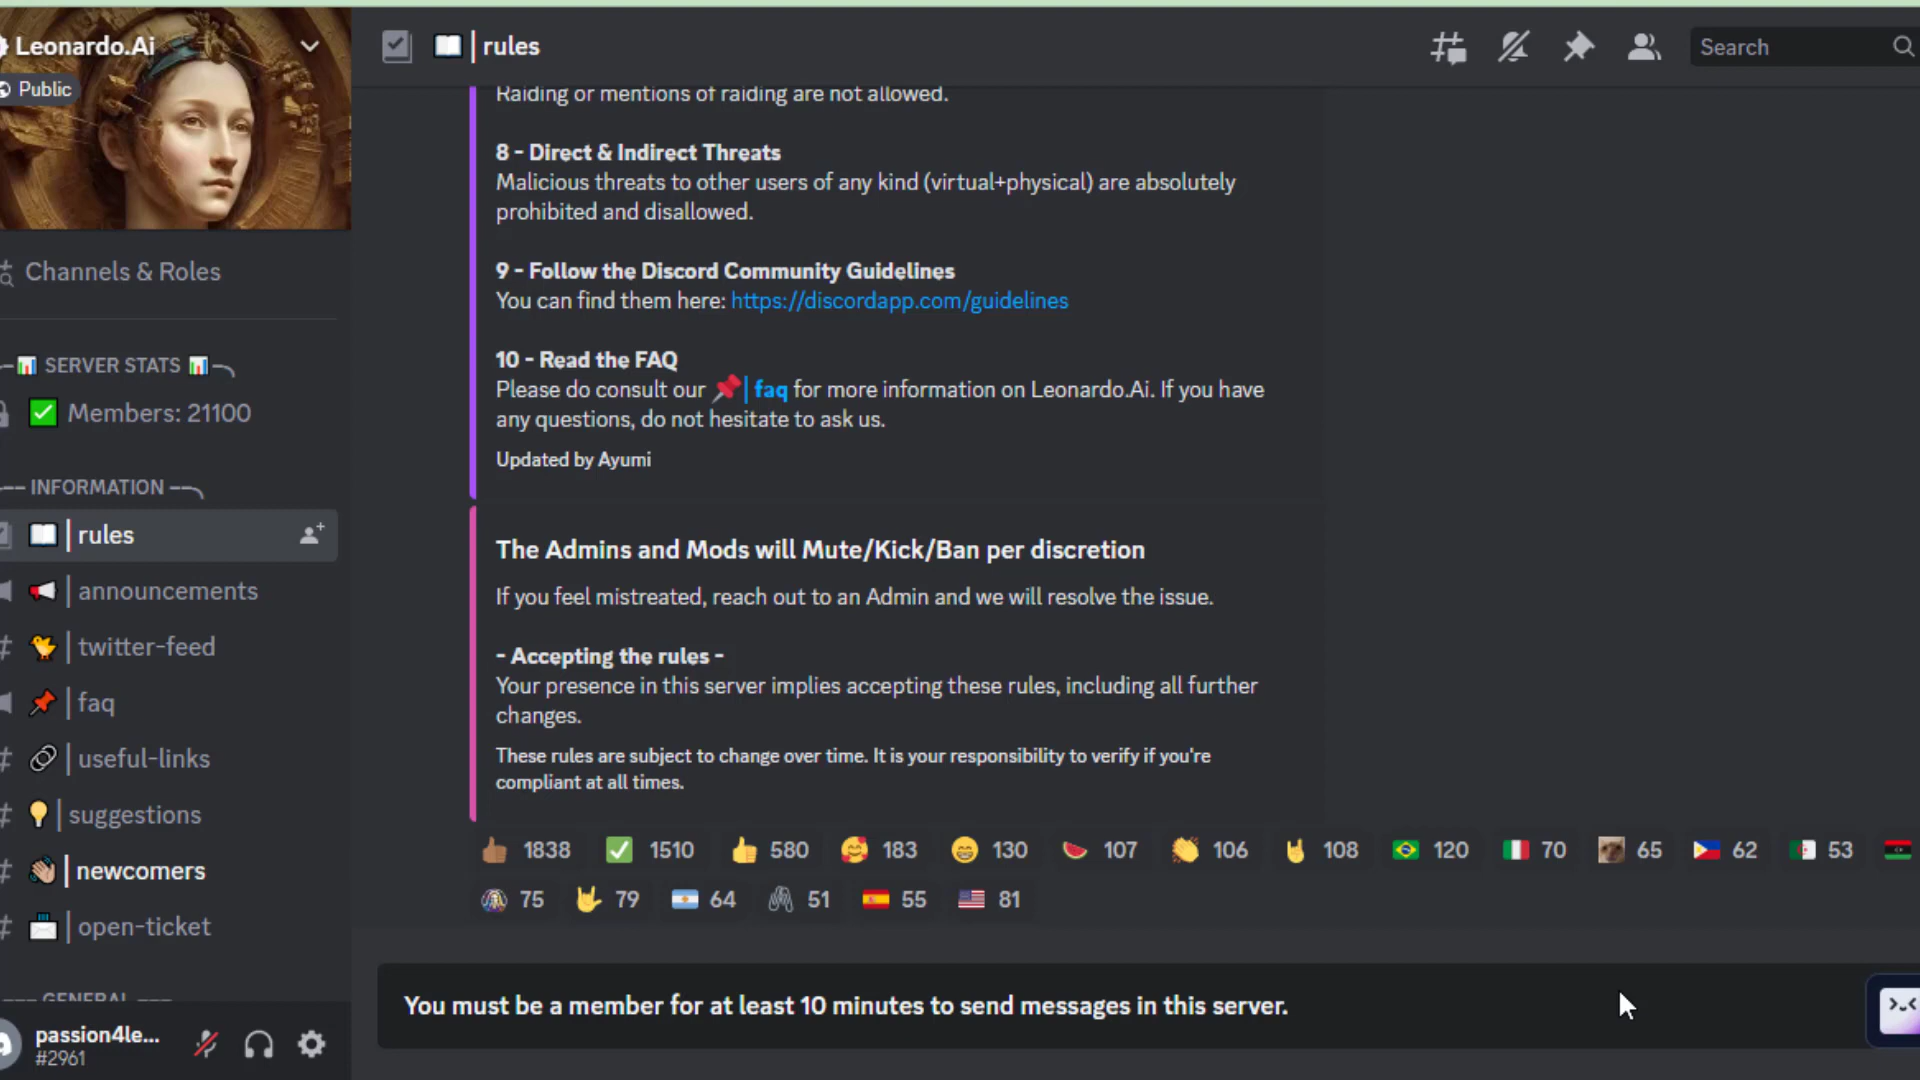 Leonardo.Ai
Public
Channels & Roles
SERVER STATS
Members: 21100
INFORMATION
rules
announcements
twitter-feed
faq
useful-links
suggestions
newcomers
open-ticket
GENERAL
passion4le...
#2961
rules
Search
Raiding or mentions of raiding are not allowed.
8 - Direct & Indirect Threats
Malicious threats to other users of any kind (virtual+physical) are absolutely
prohibited and disallowed.
9 - Follow the Discord Community Guidelines
You can find them here: https://discordapp.com/guidelines
10 - Read the FAQ
Please do consult our 📌| faq for more information on Leonardo.Ai. If you have
any questions, do not hesitate to ask us.
Updated by Ayumi
The Admins and Mods will Mute/Kick/Ban per discretion
If you feel mistreated, reach out to an Admin and we will resolve the issue.
- Accepting the rules -
Your presence in this server implies accepting these rules, including all further
changes.
These rules are subject to change over time. It is your responsibility to verify if you're
compliant at all times.
1838 1510 580 183 130 107 106 108 120 70 65 62 53
75 79 64 51 55 81
You must be a member for at least 10 minutes to send messages in this server.